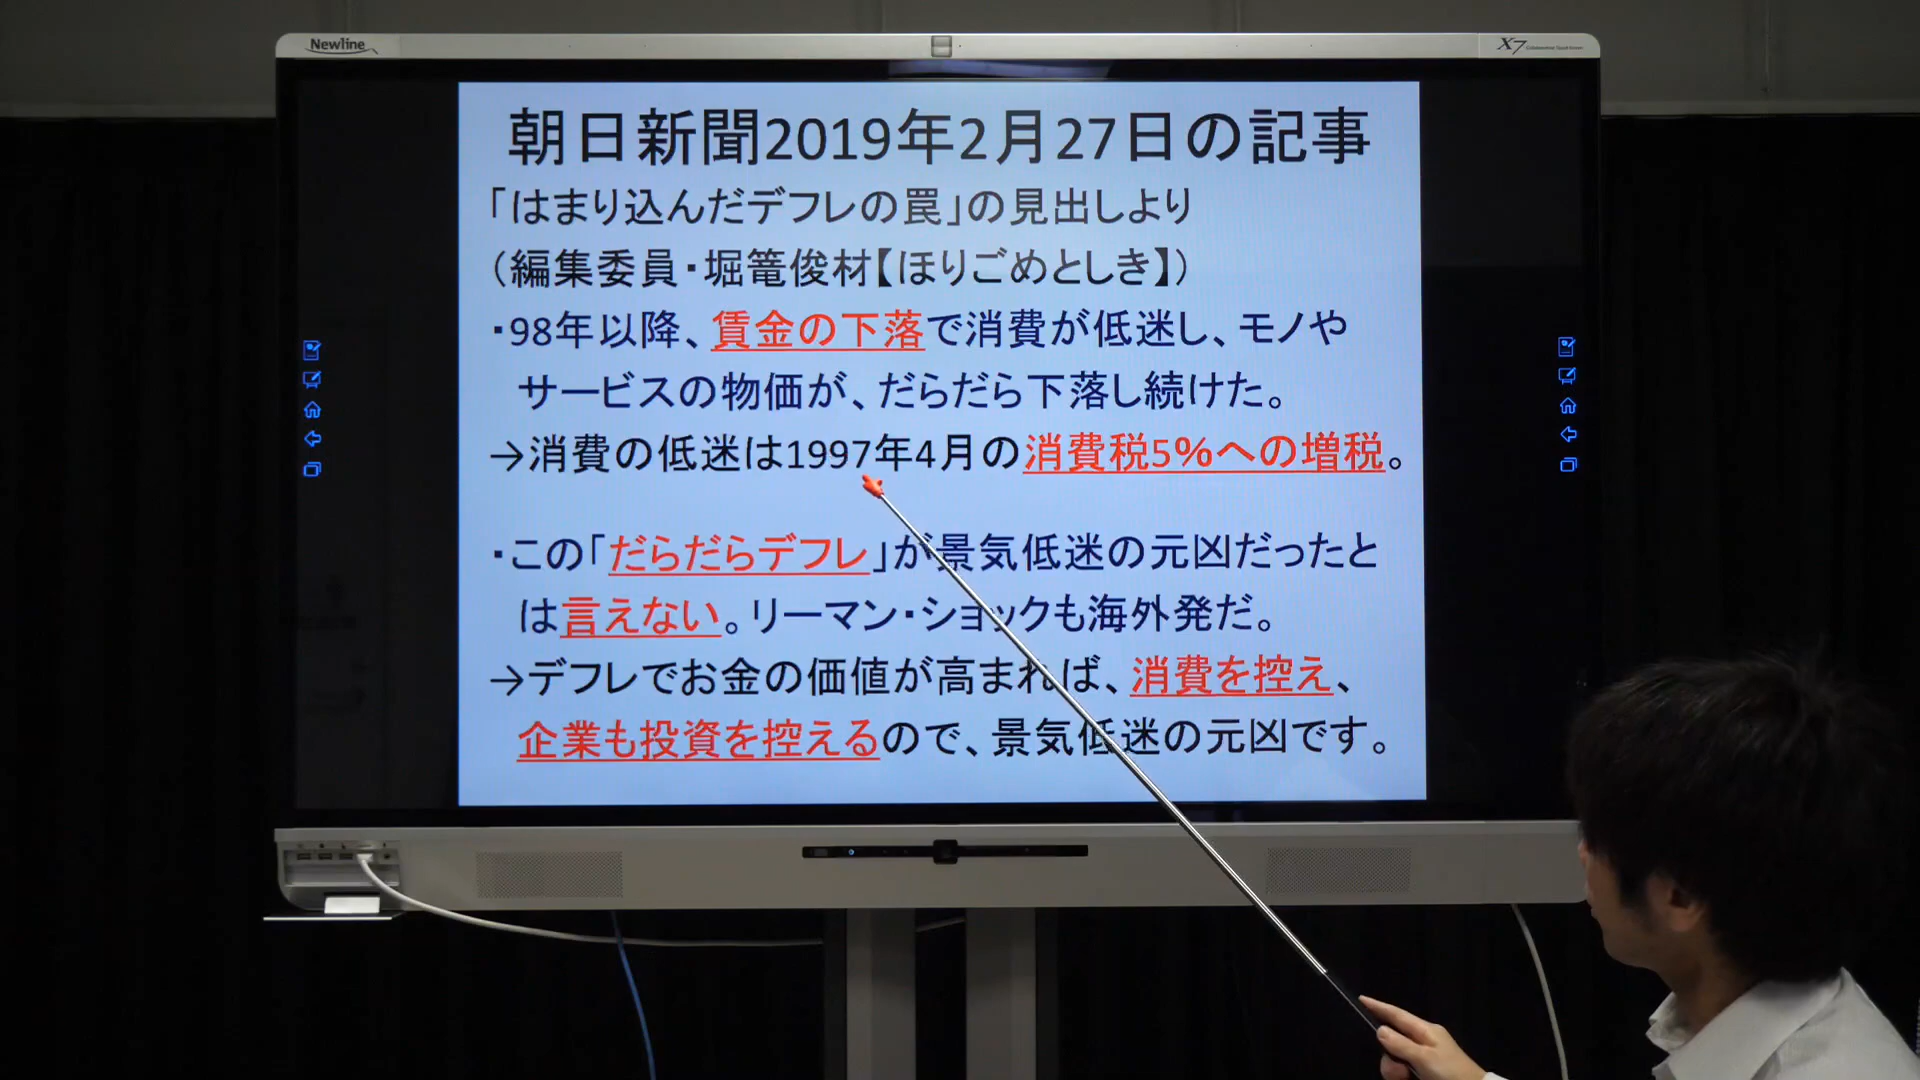 Newline
X7
朝日新聞2019年2月27日の記事
「はまり込んだデフレの罠」の見出しより
（編集委員・堀篭俊材【ほりごめとしき】）
・98年以降、賃金の下落で消費が低迷し、モノや
サービスの物価が、だらだら下落し続けた。
→消費の低迷は1997年4月の消費税5%への増税。
・この「だらだらデフレ」が景気低迷の元凶だったと
は言えない。リーマン・ショックも海外発だ。
→デフレでお金の価値が高まれば、消費を控え、
企業も投資を控えるので、景気低迷の元凶です。